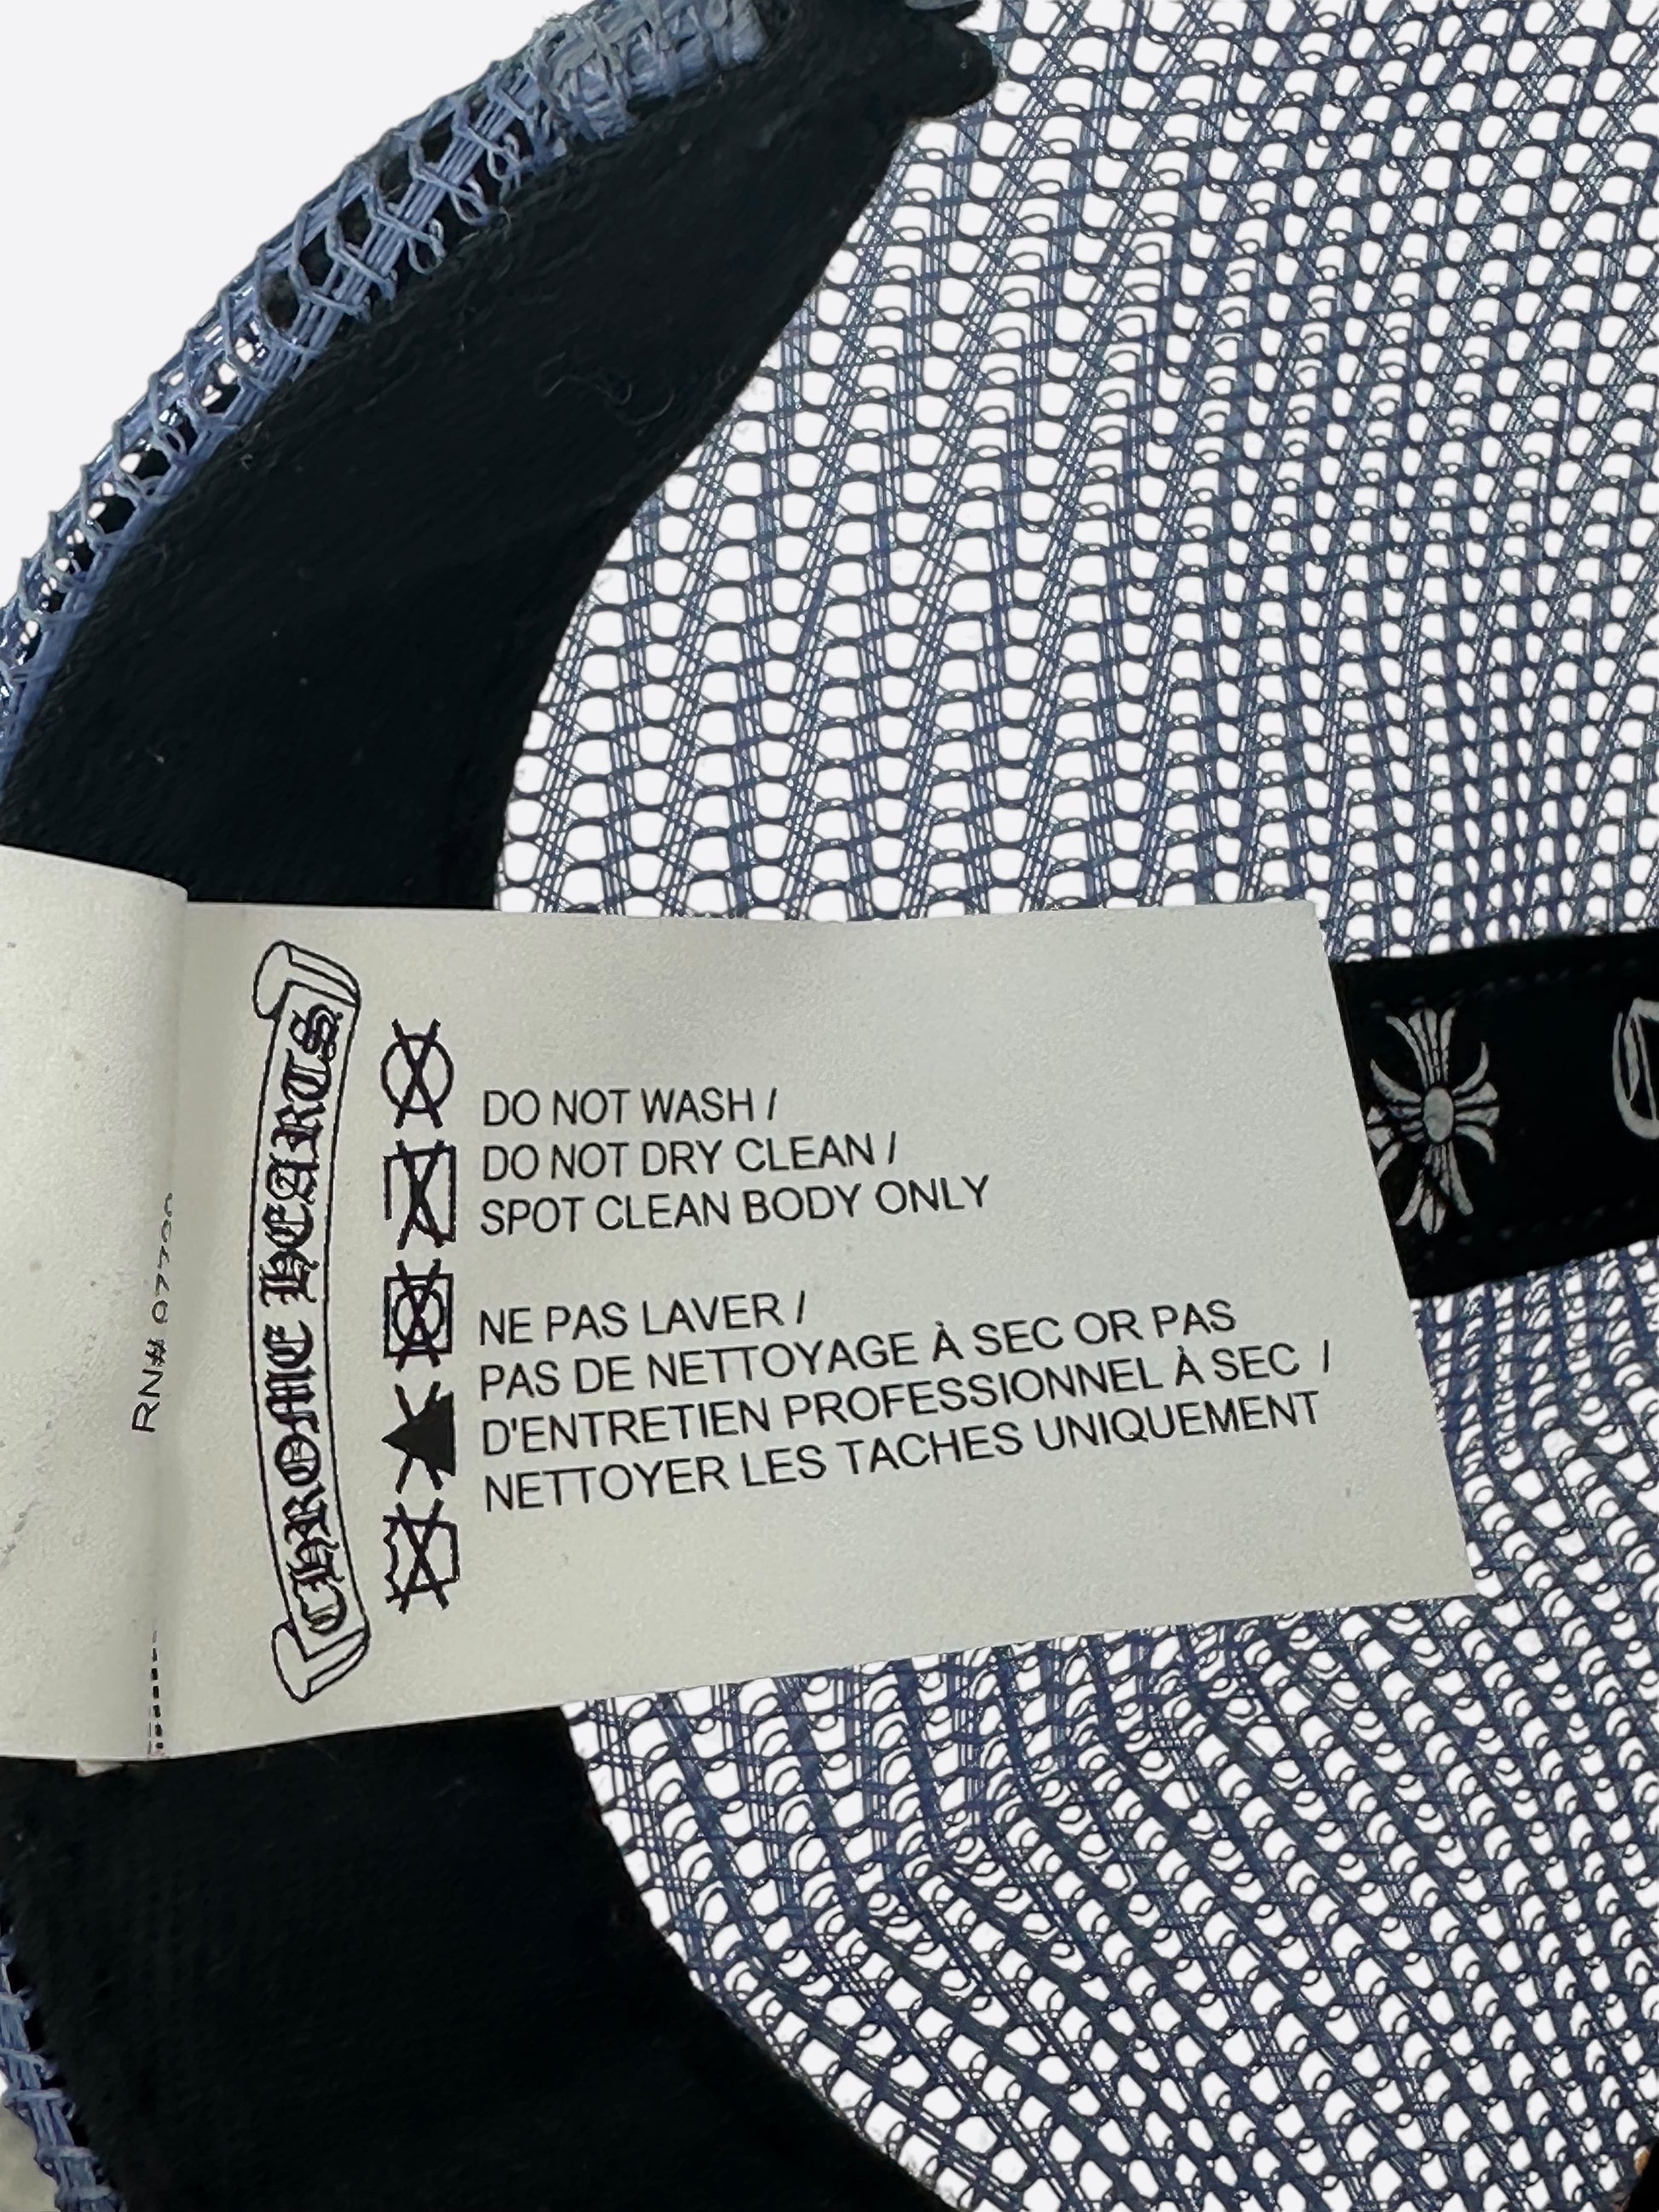 CHROME HEARTS
DO NOT WASH /
DO NOT DRY CLEAN /
SPOT CLEAN BODY ONLY
NE PAS LAVER /
PAS DE NETTOYAGE À SEC OR PAS
D'ENTRETIEN PROFESSIONNEL À SEC /
NETTOYER LES TACHES UNIQUEMENT
RN#